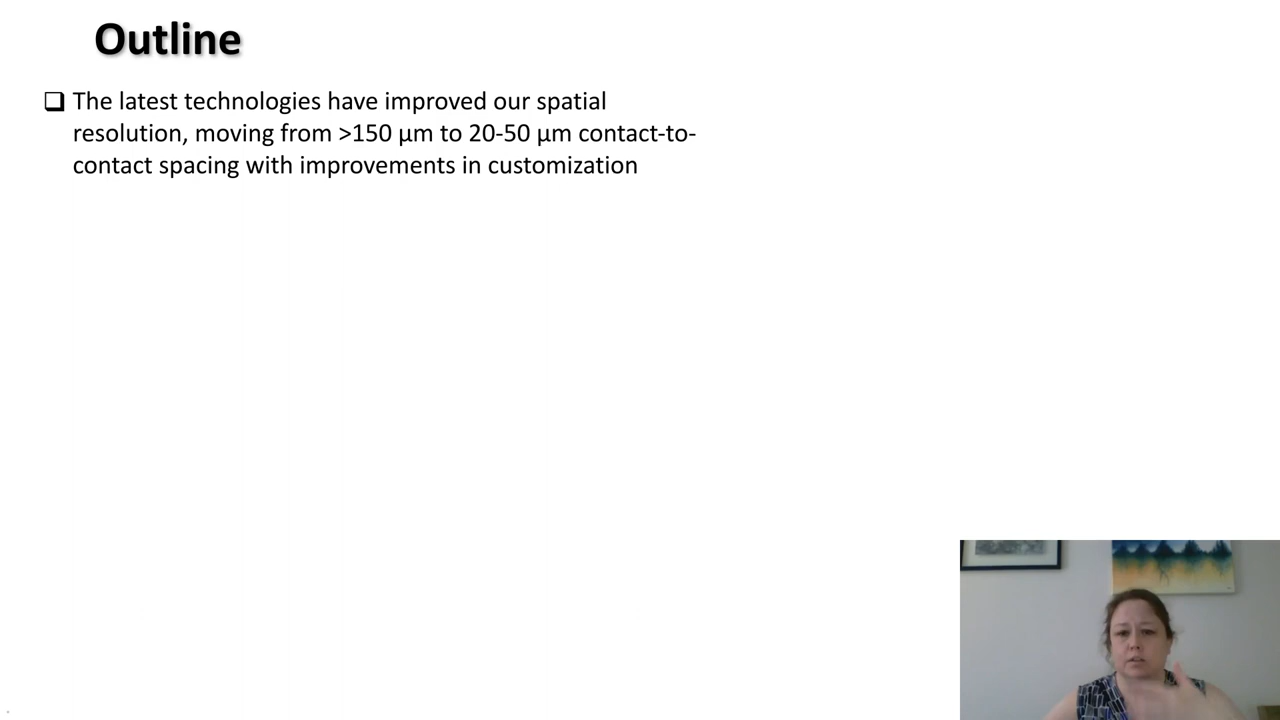 Outline
The latest technologies have improved our spatial
resolution, moving from >150 µm to 20-50 µm contact-to-
contact spacing with improvements in customization